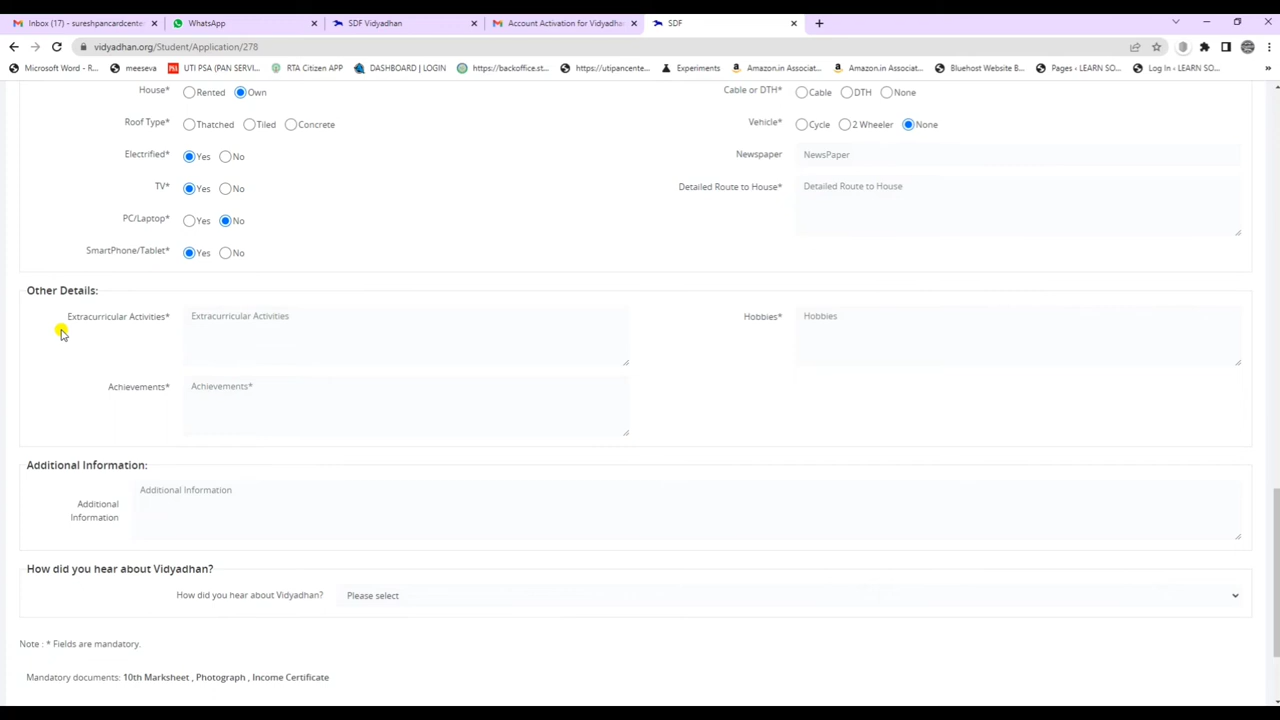 Inbox (17) - sureshpancardcente
WhatsApp
SDF Vidyadhan
Account Activation for Vidyadha
SDF
vidyadhan.org/Student/Application/278
Microsoft Word - R...
meeseva
UTI PSA (PAN SERVI...
RTA Citizen APP
DASHBOARD | LOGIN
https://backoffice.st...
https://utipancente...
Experiments
Amazon.in Associat...
Amazon.in Associat...
Bluehost Website B...
Pages ‹ LEARN SO...
Log In ‹ LEARN SO...
»
House* Rented Own
Cable or DTH* Cable DTH None
Roof Type* Thatched Tiled Concrete
Vehicle* Cycle 2 Wheeler None
Electrified* Yes No
Newspaper NewsPaper
TV* Yes No
Detailed Route to House* Detailed Route to House
PC/Laptop* Yes No
SmartPhone/Tablet* Yes No
Other Details:
Extracurricular Activities* Extracurricular Activities
Hobbies* Hobbies
Achievements* Achievements*
Additional Information:
Additional Information
Additional
Information
How did you hear about Vidyadhan?
How did you hear about Vidyadhan? Please select
Note : * Fields are mandatory.
Mandatory documents: 10th Marksheet , Photograph , Income Certificate